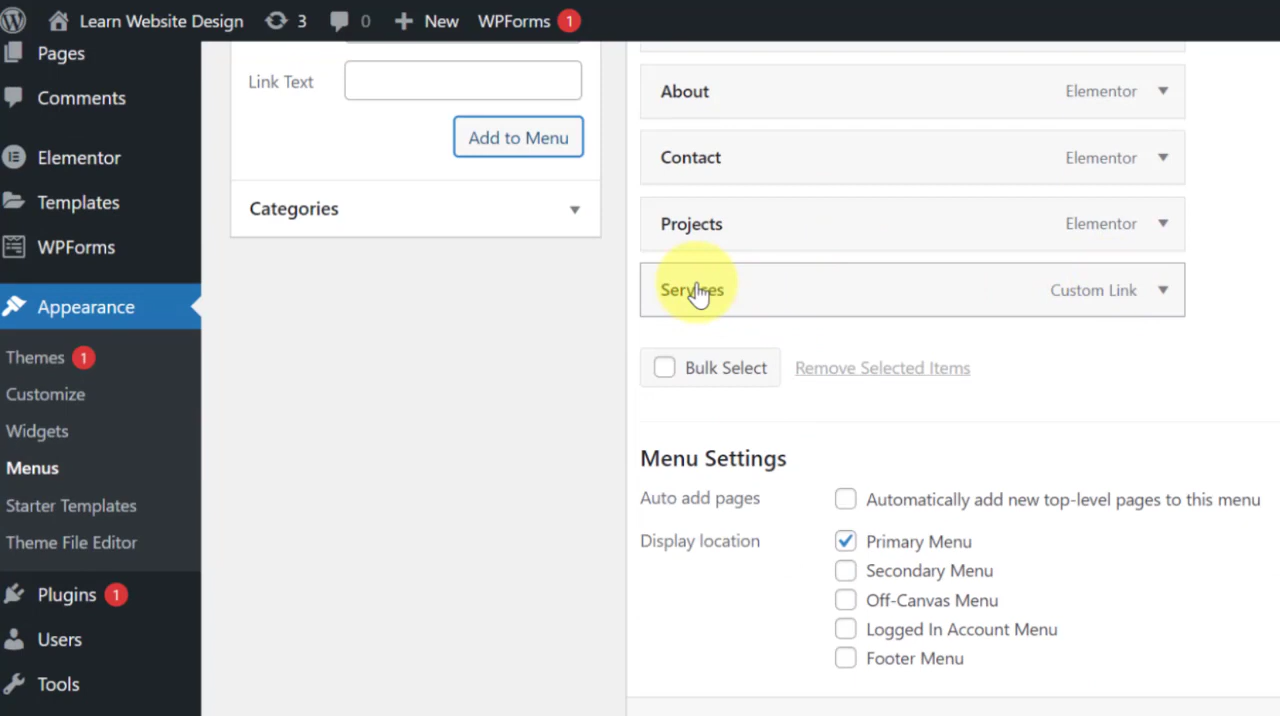 Learn Website Design 3 0 New WPForms 1
Pages
Comments
Elementor
Templates
WPForms
Appearance
Themes 1
Customize
Widgets
Menus
Starter Templates
Theme File Editor
Plugins 1
Users
Tools
Link Text
Add to Menu
Categories
About Elementor
Contact Elementor
Projects Elementor
Services Custom Link
Bulk Select Remove Selected Items
Menu Settings
Auto add pages Automatically add new top-level pages to this menu
Display location Primary Menu
Secondary Menu
Off-Canvas Menu
Logged In Account Menu
Footer Menu